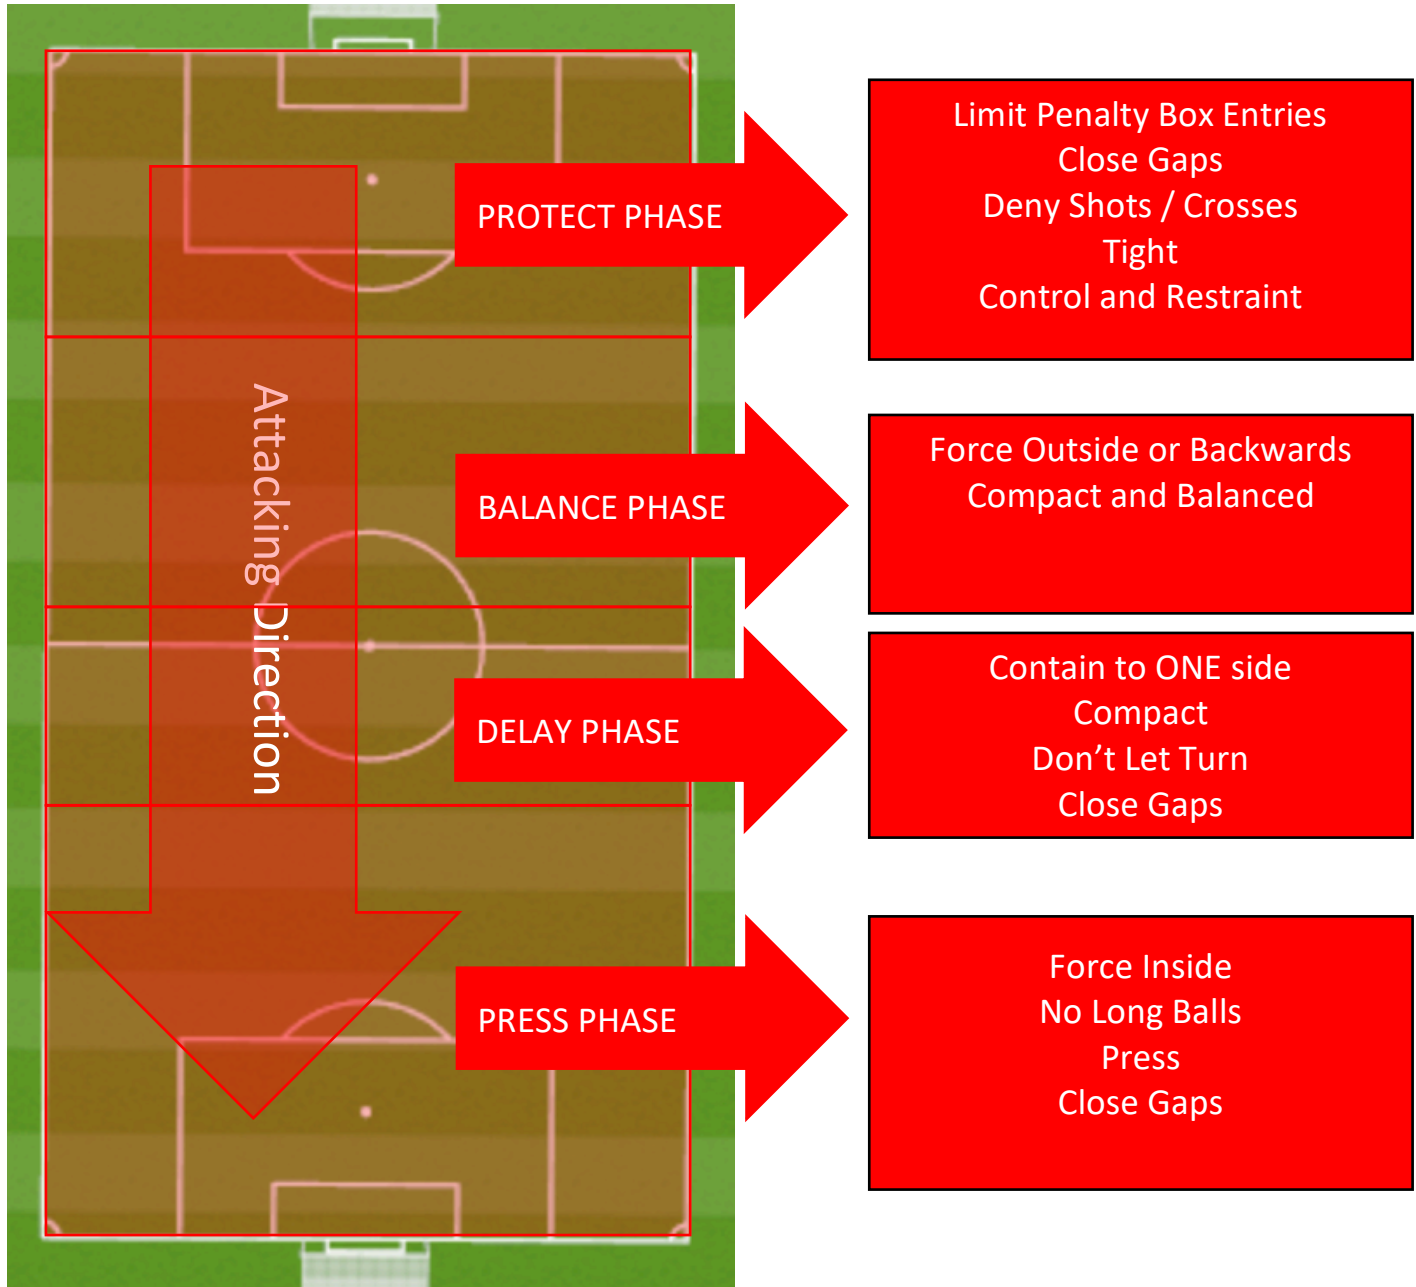 Attacking Direction
PROTECT PHASE
Limit Penalty Box Entries
Close Gaps
Deny Shots / Crosses
Tight
Control and Restraint
BALANCE PHASE
Force Outside or Backwards
Compact and Balanced
DELAY PHASE
Contain to ONE side
Compact
Don’t Let Turn
Close Gaps
PRESS PHASE
Force Inside
No Long Balls
Press
Close Gaps